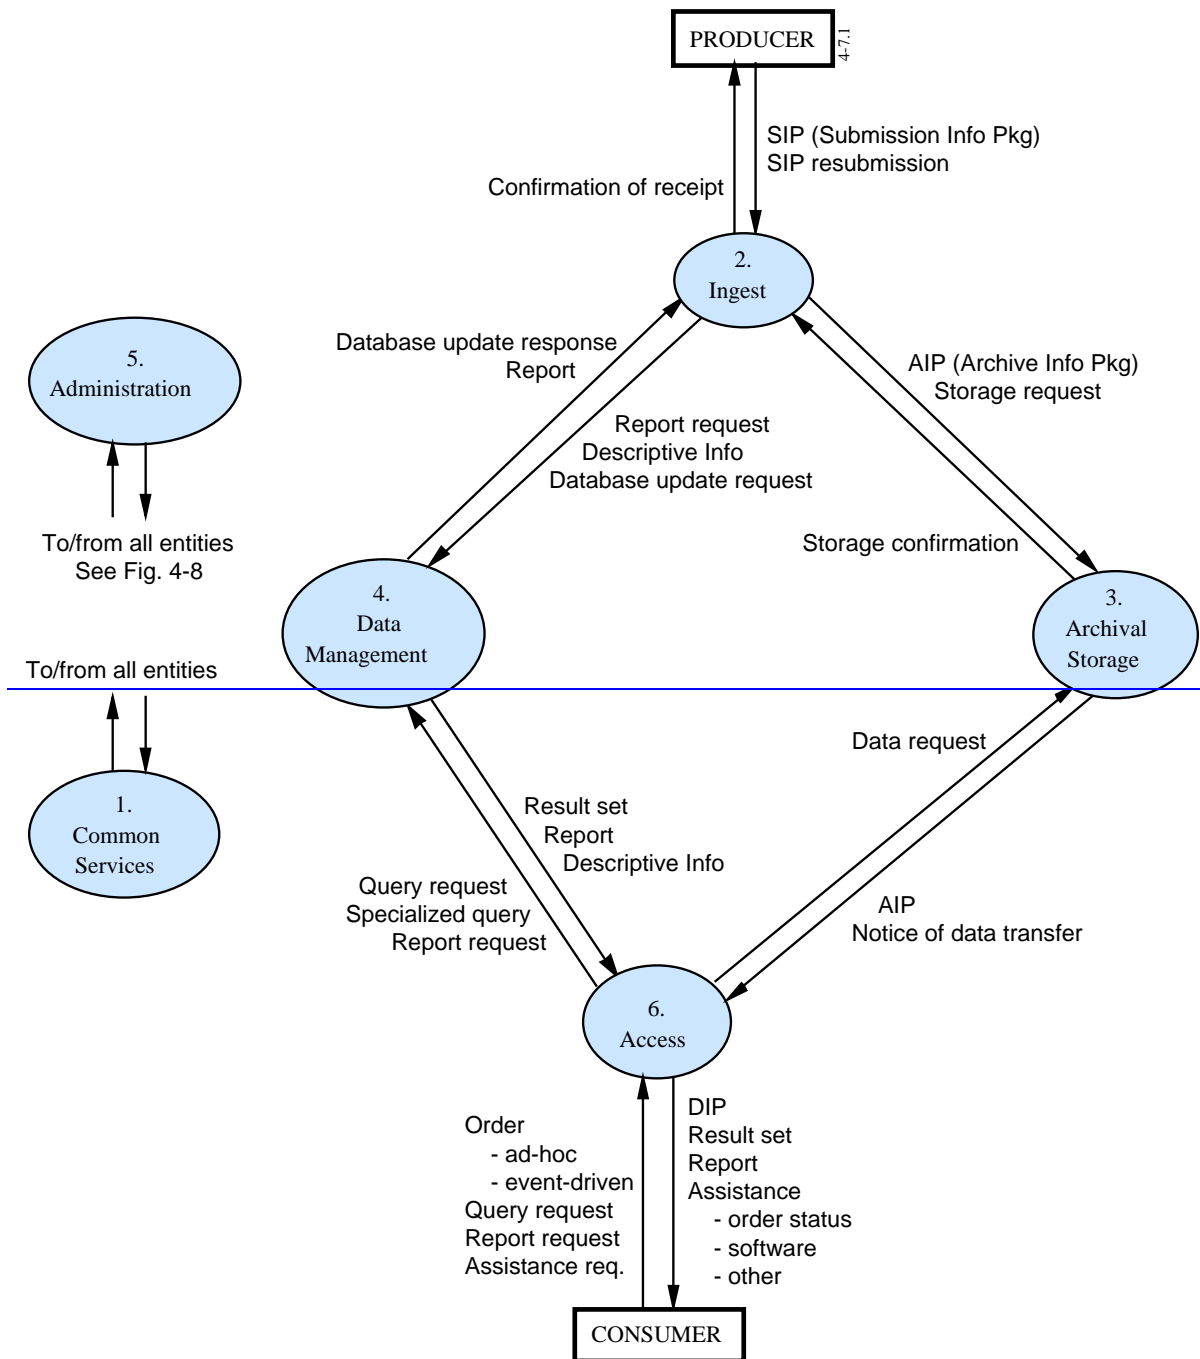 PRODUCER
4-7.1
SIP (Submission Info Pkg)
SIP resubmission
Confirmation of receipt
2.
Ingest
Database update response
Report
AIP (Archive Info Pkg)
Storage request
5.
Administration
Report request
Descriptive Info
Database update request
To/from all entities
See Fig. 4-8
Storage confirmation
4.
Data
Management
3.
Archival
Storage
To/from all entities
1.
Common
Services
Data request
Result set
Report
Descriptive Info
Query request
Specialized query
Report request
AIP
Notice of data transfer
6.
Access
Order
- ad-hoc
- event-driven
Query request
Report request
Assistance req.
DIP
Result set
Report
Assistance
- order status
- software
- other
CONSUMER